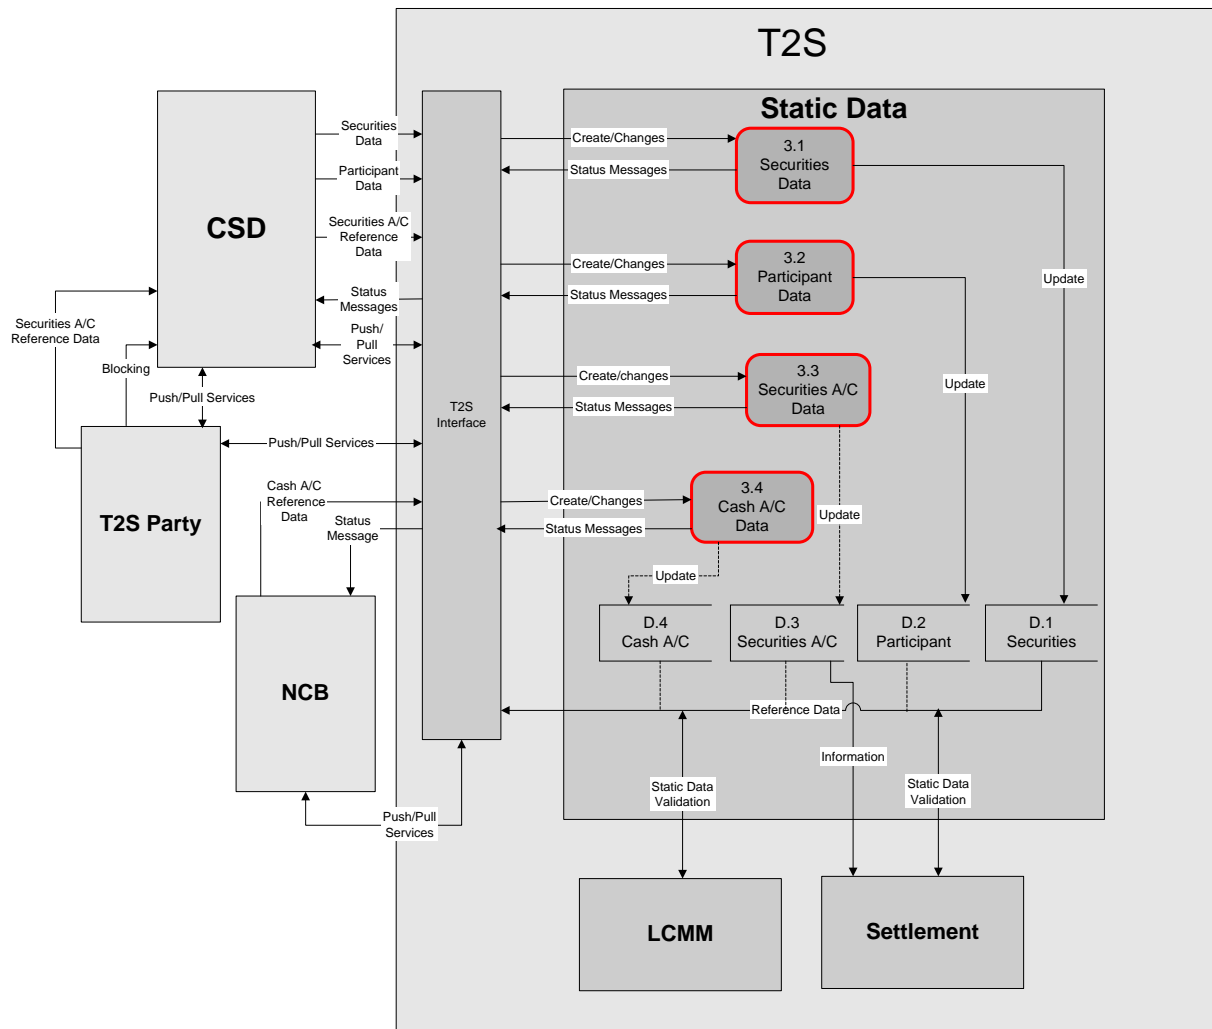 T2S
Static Data
Securities
Data
Participant
Data
CSD
Securities A/C
Reference
Data
Status
Messages
Push/
Pull
Services
Securities A/C
Reference Data
Blocking
Push/Pull Services
T2S Party
Push/Pull Services
Cash A/C
Reference
Data
Status
Message
NCB
Push/Pull
Services
T2S
Interface
Create/Changes
Status Messages
3.1
Securities
Data
Create/Changes
Status Messages
3.2
Participant
Data
Update
Create/changes
Status Messages
3.3
Securities A/C
Data
Update
Create/Changes
Status Messages
3.4
Cash A/C
Data
Update
Update
D.4
Cash A/C
D.3
Securities A/C
D.2
Participant
D.1
Securities
Reference Data
Information
Static Data
Validation
Static Data
Validation
LCMM
Settlement